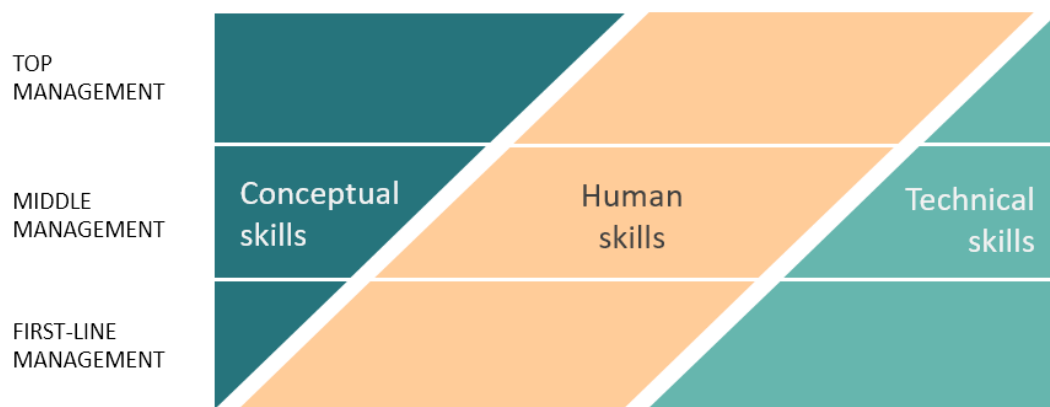 TOP
MANAGEMENT
MIDDLE
MANAGEMENT
Conceptual
skills
Human
skills
Technical
skills
FIRST-LINE
MANAGEMENT